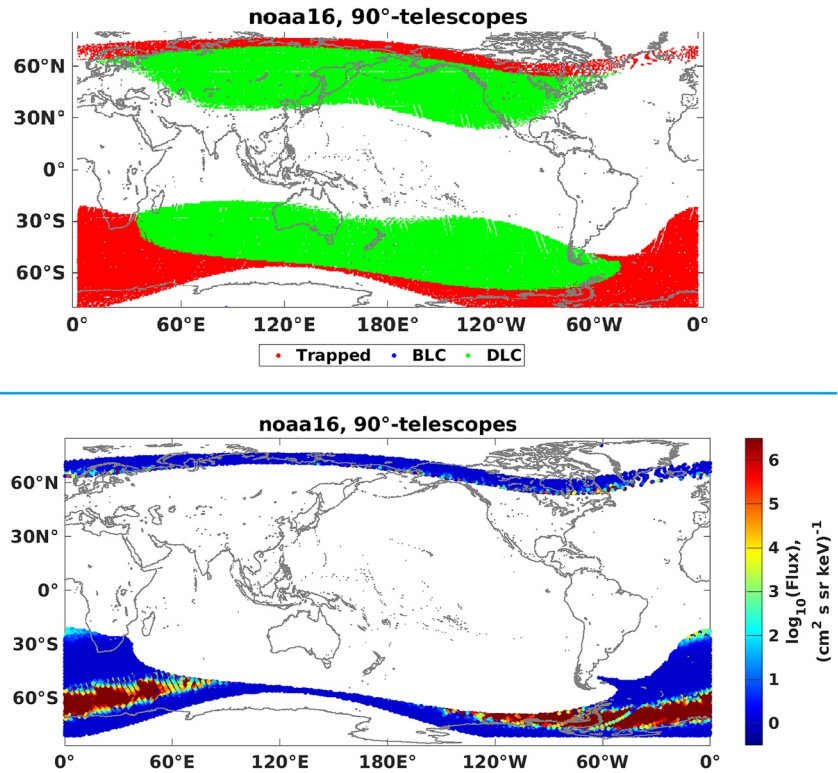 noaa16, 90°-telescopes
60°N
30°N
0°
30°S
60°S
0° 60°E 120°E 180°E 120°W 60°W 0°
Trapped BLC DLC
noaa16, 90°-telescopes
60°N
30°N
0°
30°S
60°S
0° 60°E 120°E 180°E 120°W 60°W 0°
6
5
4
3
2
1
0
log10(Flux),
(cm² s sr keV)⁻¹